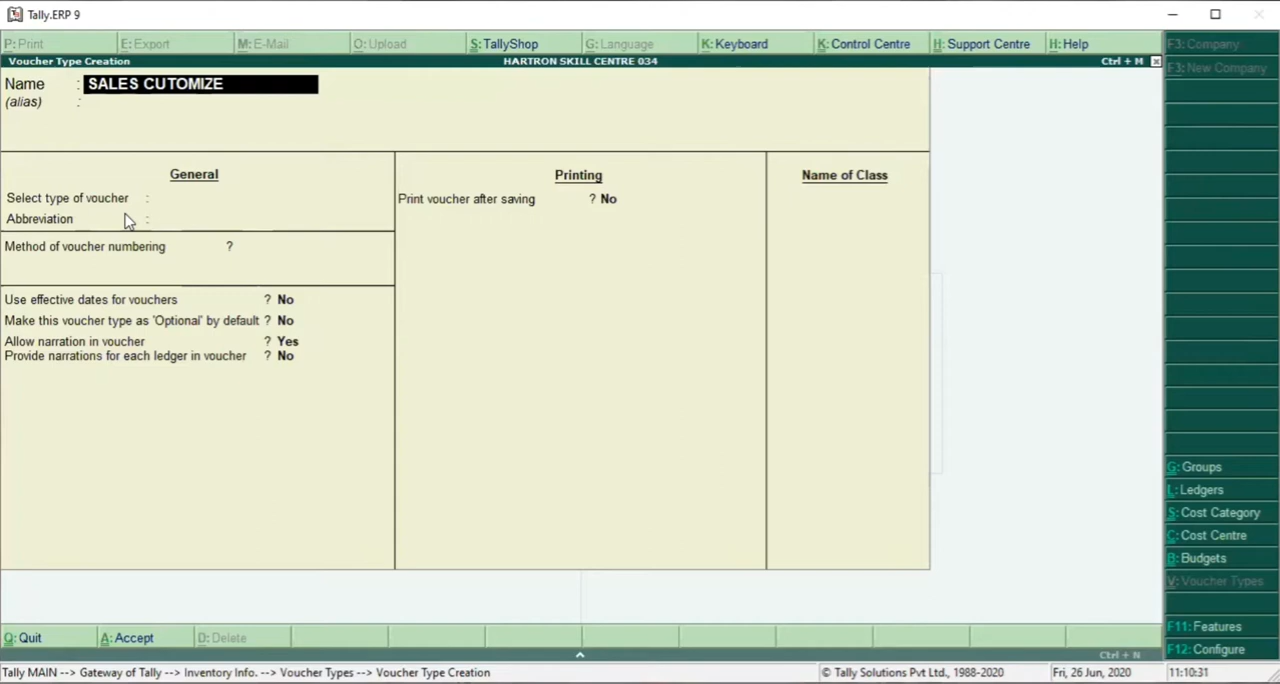 Tally.ERP 9
P: Print E: Export M: E-Mail O: Upload S: TallyShop G: Language K: Keyboard K: Control Centre H: Support Centre H: Help F3: Company
Voucher Type Creation HARTRON SKILL CENTRE 034 Ctrl + M
F3: New Company
Name : SALES CUTOMIZE
(alias) :
General Printing Name of Class
Select type of voucher : Print voucher after saving ? No
Abbreviation :
Method of voucher numbering ?
Use effective dates for vouchers ? No
Make this voucher type as 'Optional' by default ? No
Allow narration in voucher ? Yes
Provide narrations for each ledger in voucher ? No
G: Groups
L: Ledgers
S: Cost Category
C: Cost Centre
B: Budgets
V: Voucher Types
F11: Features
Q: Quit A: Accept D: Delete
F12: Configure
Ctrl + N
Tally MAIN --> Gateway of Tally --> Inventory Info. --> Voucher Types --> Voucher Type Creation © Tally Solutions Pvt Ltd., 1988-2020 Fri, 26 Jun, 2020 11:10:31